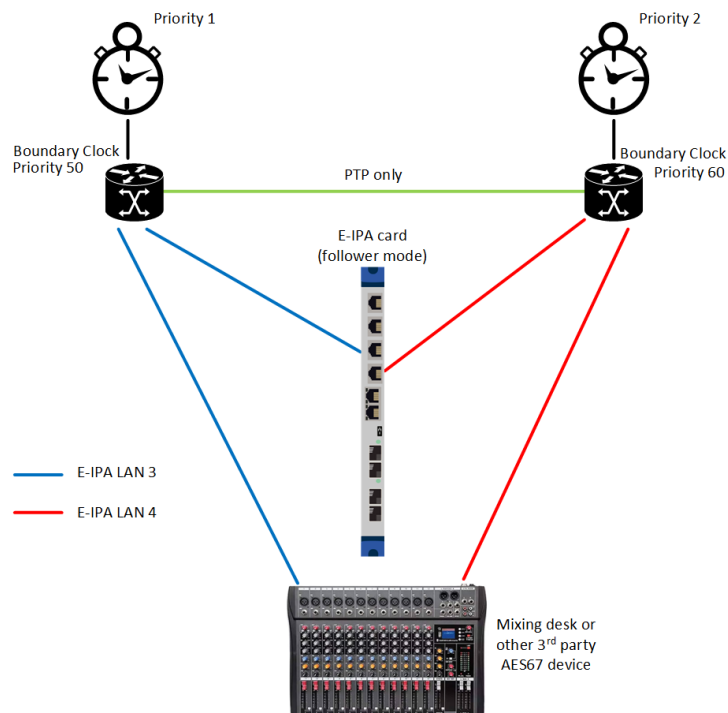 Priority 1
Priority 2
Boundary Clock
Priority 50
Boundary Clock
Priority 60
PTP only
E-IPA card
(follower mode)
E-IPA LAN 3
E-IPA LAN 4
Mixing desk or
other 3rd party
AES67 device